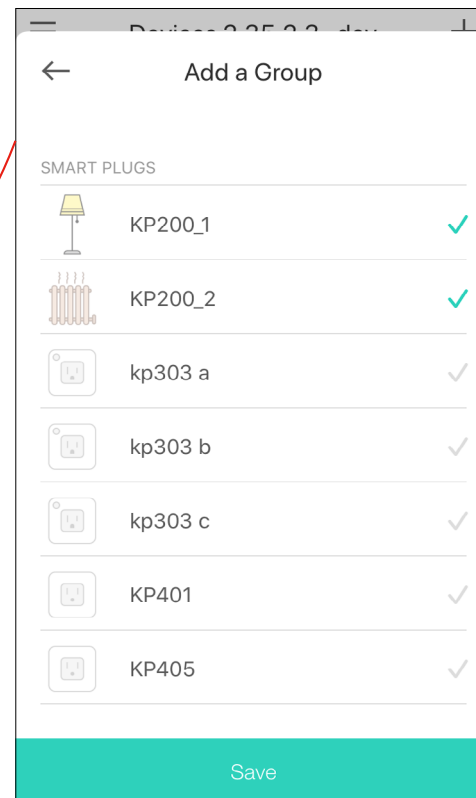 Add a Group
SMART PLUGS
KP200_1
KP200_2
kp303 a
kp303 b
kp303 c
KP401
KP405
Save